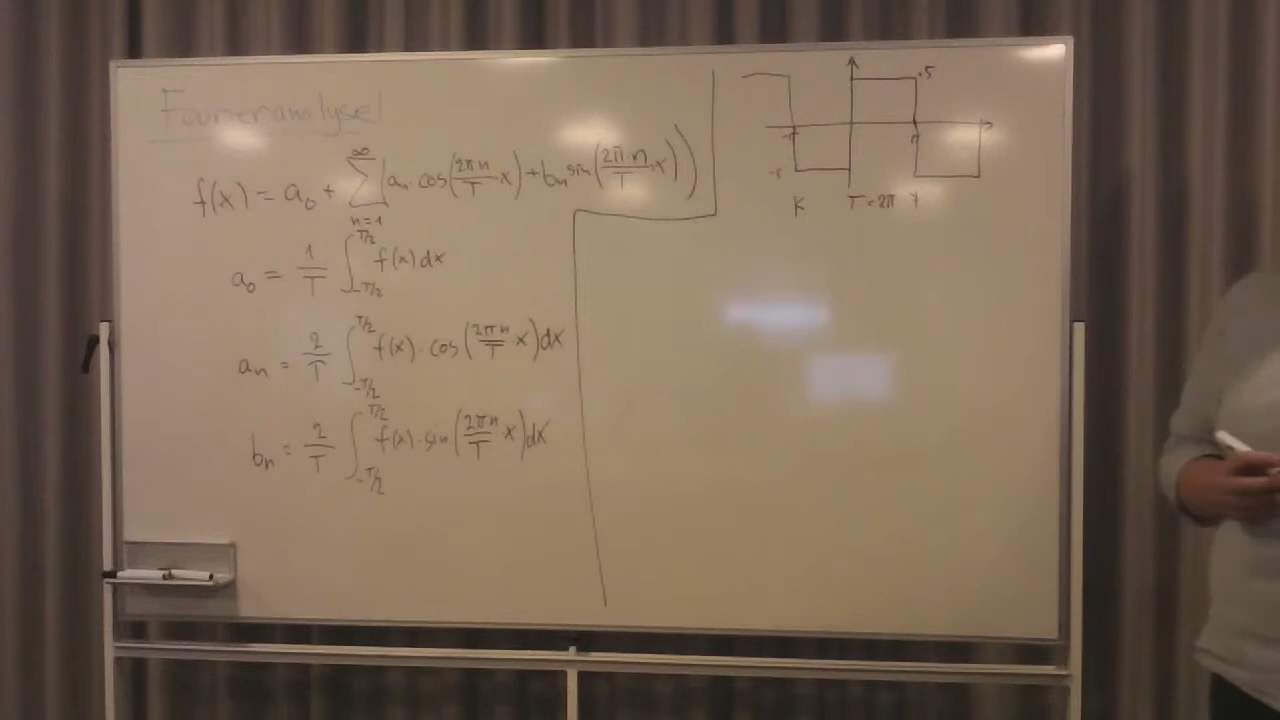 Fourieranalyse
f(x) = a₀ + ∑ₙ₌₁^∞ (aₙ · cos(2πn/T · x) + bₙ sin(2πn/T · x))
a₀ = 1/T ∫_{-T/2}^{T/2} f(x) dx
aₙ = 2/T ∫_{-T/2}^{T/2} f(x) · cos(2πn/T · x) dx
bₙ = 2/T ∫_{-T/2}^{T/2} f(x) · sin(2πn/T · x) dx
T = 2π